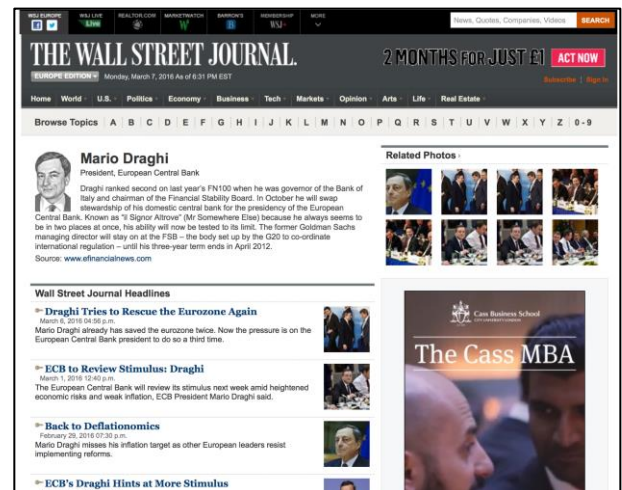 WSJ EUROPE
WSJ LIVE
Live
REALTOR.COM
MARKETWATCH
W
BARRON'S
B
MEMBERSHIP
WSJ+
MORE
News, Quotes, Companies, Videos
SEARCH
THE WALL STREET JOURNAL.
2 MONTHS FOR JUST £1
ACT NOW
EUROPE EDITION
Monday, March 7, 2016 As of 6:31 PM EST
Subscribe | Sign In
Home World U.S. Politics Economy Business Tech Markets Opinion Arts Life Real Estate
Browse Topics A B C D E F G H I J K L M N O P Q R S T U V W X Y Z 0-9
Mario Draghi
President, European Central Bank
Draghi ranked second on last year's FN100 when he was governor of the Bank of
Italy and chairman of the Financial Stability Board. In October he will swap
stewardship of his domestic central bank for the presidency of the European
Central Bank. Known as "il Signor Altrove" (Mr Somewhere Else) because he always seems to
be in two places at once, his ability will now be tested to its limit. The former Goldman Sachs
managing director will stay on at the FSB – the body set up by the G20 to co-ordinate
international regulation – until his three-year term ends in April 2012.
Source: www.efinancialnews.com
Related Photos
Wall Street Journal Headlines
Draghi Tries to Rescue the Eurozone Again
March 6, 2016 04:56 p.m.
Mario Draghi already has saved the eurozone twice. Now the pressure is on the
European Central Bank president to do so a third time.
ECB to Review Stimulus: Draghi
March 1, 2016 12:40 p.m.
The European Central Bank will review its stimulus next week amid heightened
economic risks and weak inflation, ECB President Mario Draghi said.
Back to Deflationomics
February 29, 2016 07:30 p.m.
Mario Draghi misses his inflation target as other European leaders resist
implementing reforms.
ECB's Draghi Hints at More Stimulus
Cass Business School
CITY UNIVERSITY LONDON
The Cass MBA